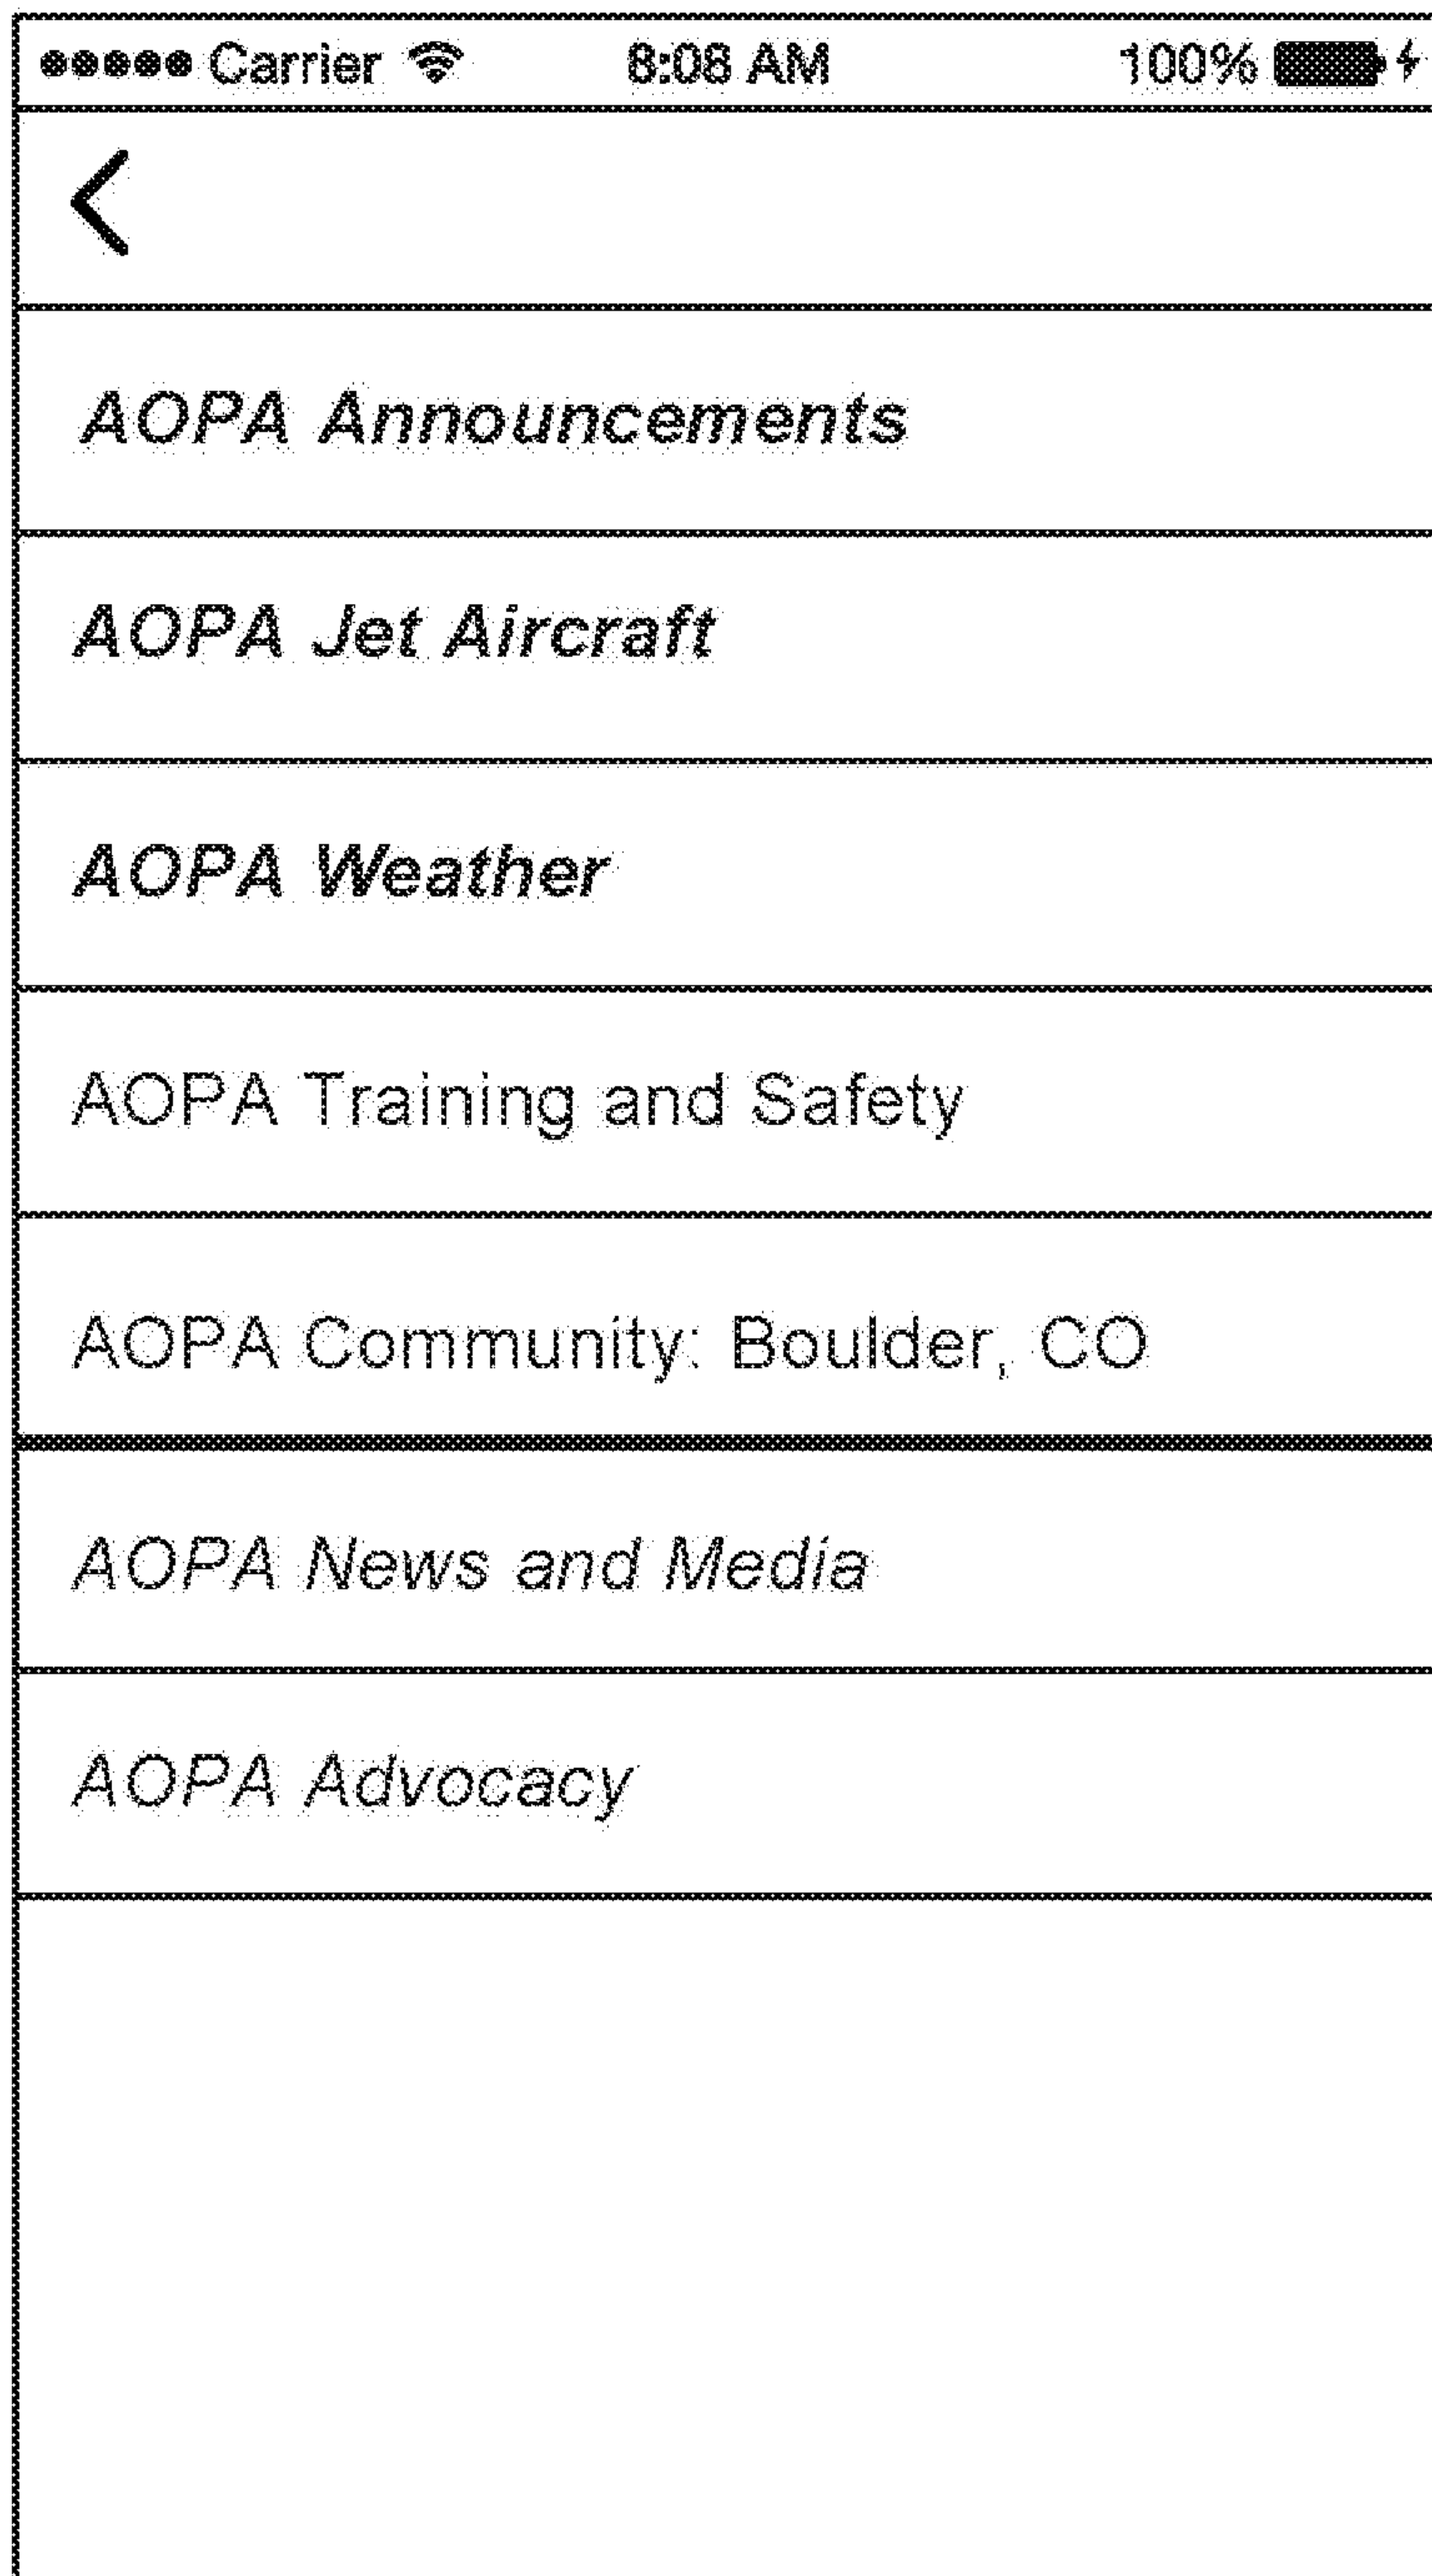 Carrier 8:08 AM 100%
AOPA Announcements
AOPA Jet Aircraft
AOPA Weather
AOPA Training and Safety
AOPA Community: Boulder, CO
AOPA News and Media
AOPA Advocacy